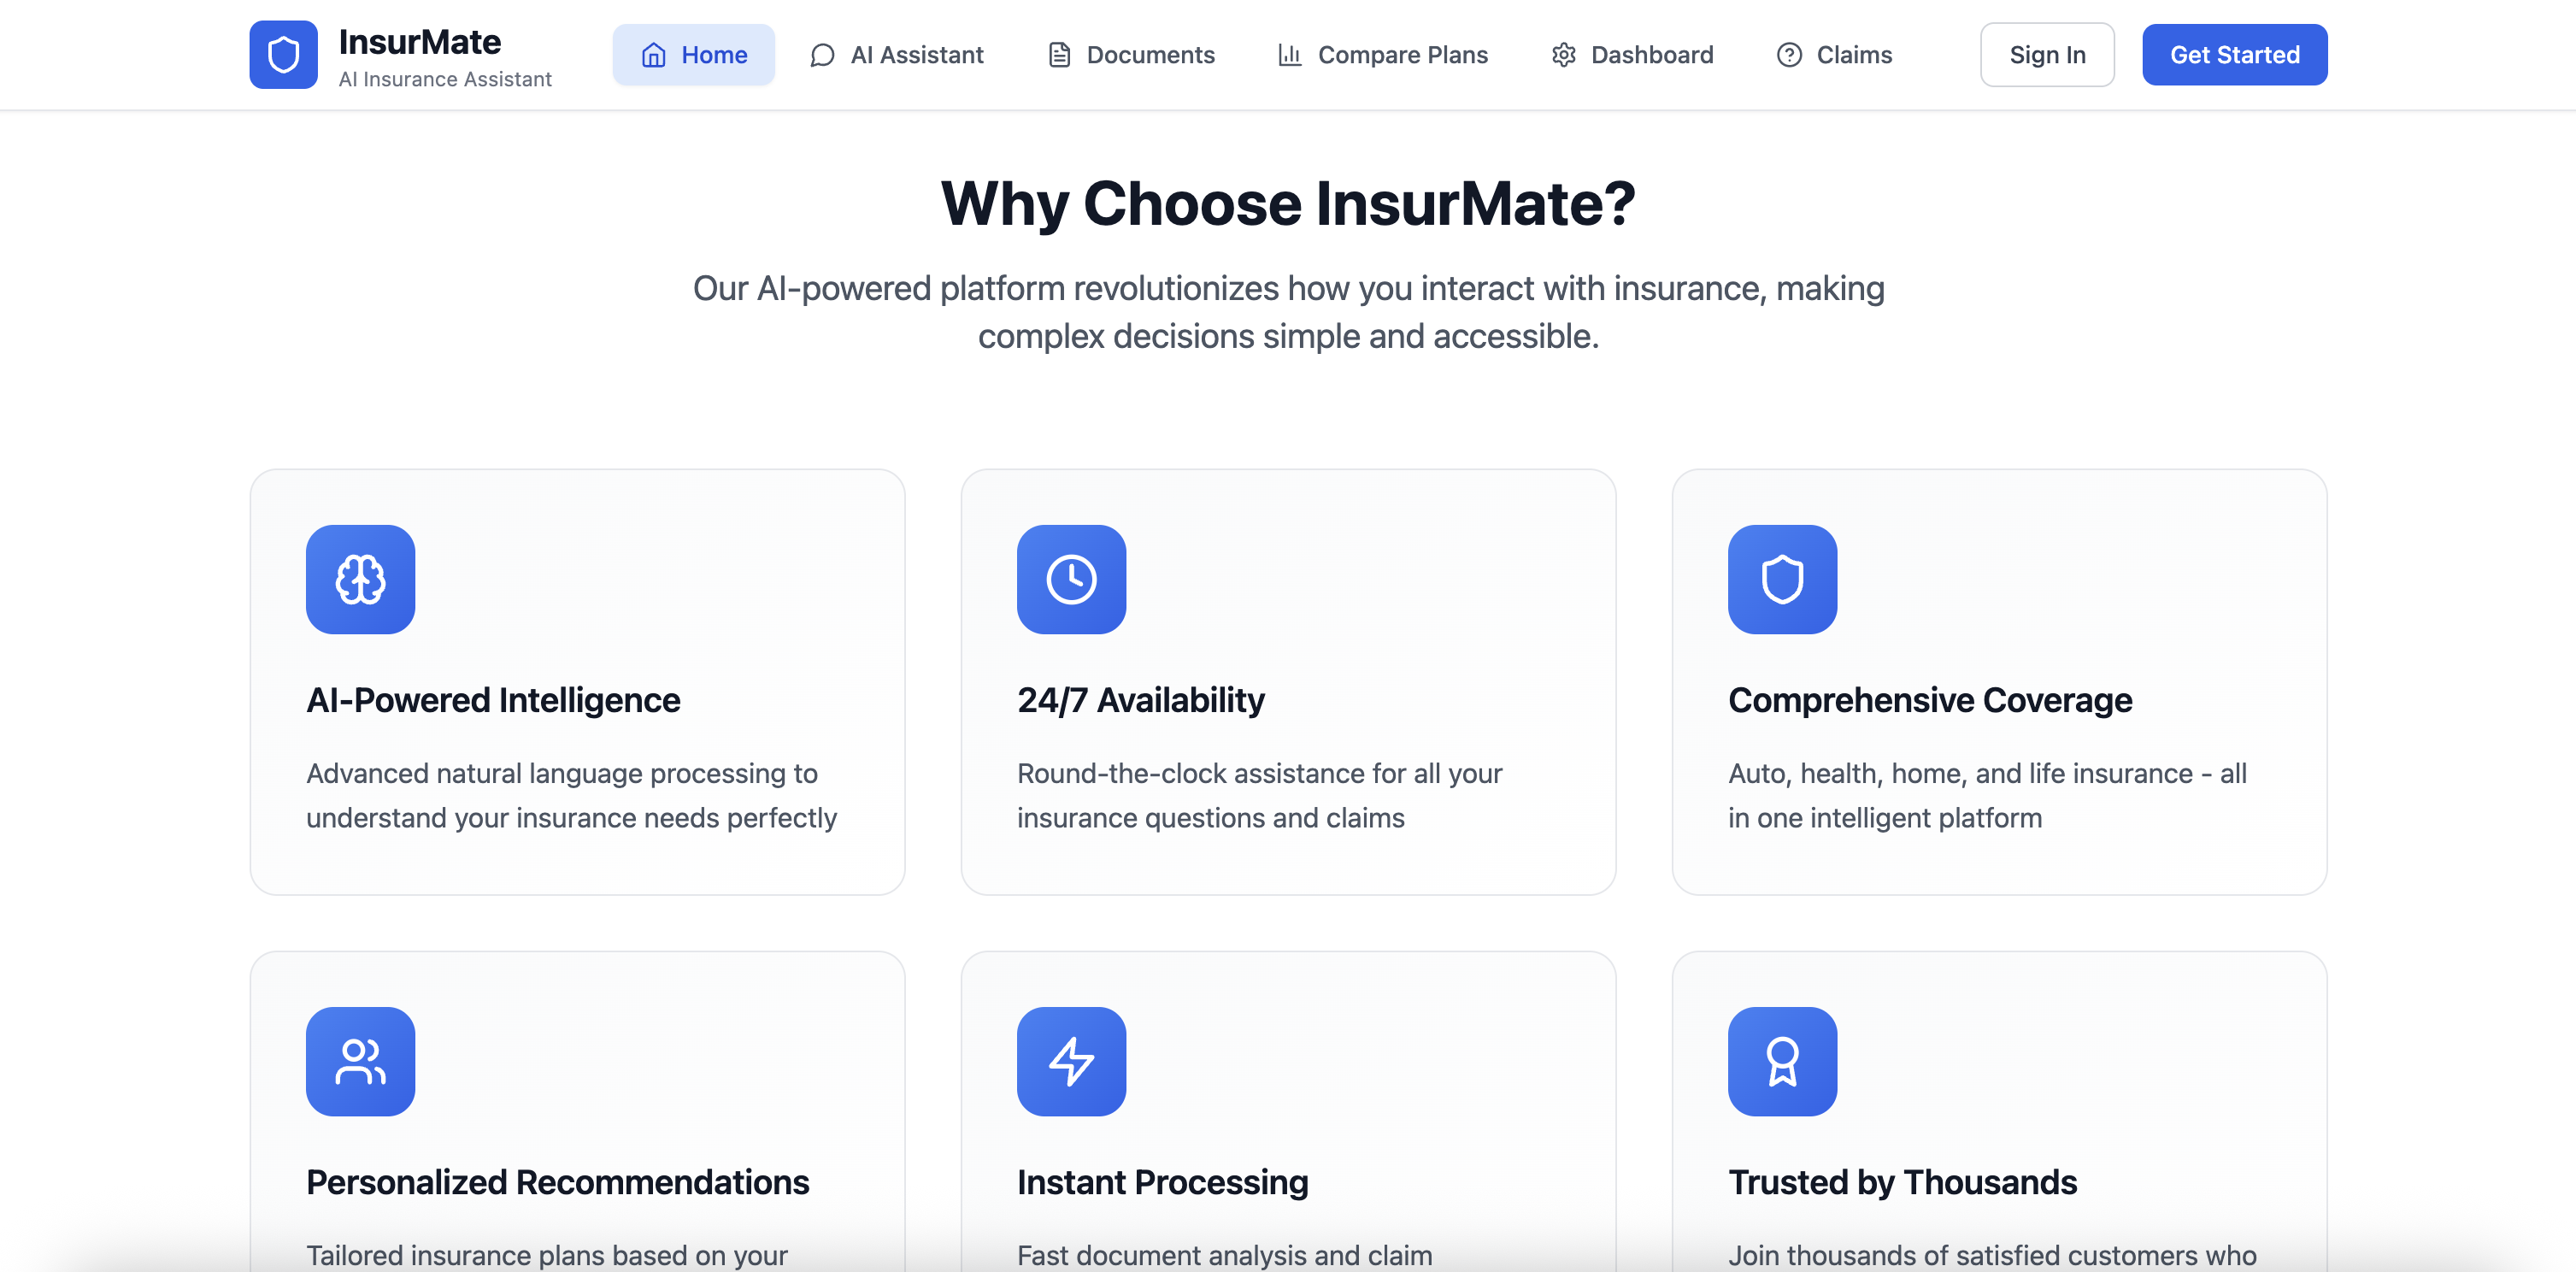 InsurMate
AI Insurance Assistant
Home
AI Assistant
Documents
Compare Plans
Dashboard
Claims
Sign In
Get Started
Why Choose InsurMate?
Our AI-powered platform revolutionizes how you interact with insurance, making
complex decisions simple and accessible.
AI-Powered Intelligence
Advanced natural language processing to
understand your insurance needs perfectly
24/7 Availability
Round-the-clock assistance for all your
insurance questions and claims
Comprehensive Coverage
Auto, health, home, and life insurance - all
in one intelligent platform
Personalized Recommendations
Tailored insurance plans based on your
Instant Processing
Fast document analysis and claim
Trusted by Thousands
Join thousands of satisfied customers who